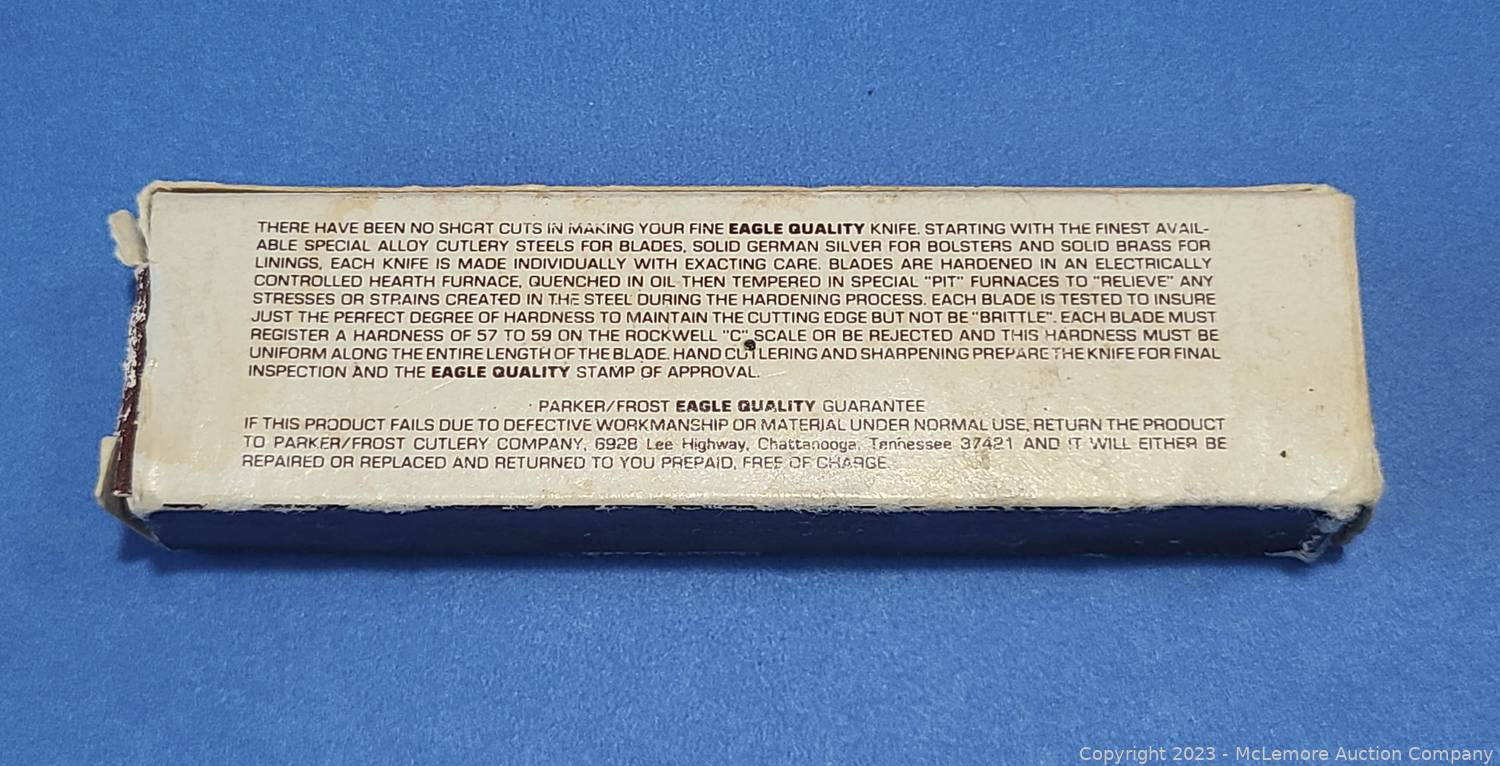 THERE HAVE BEEN NO SHORT CUTS IN MAKING YOUR FINE EAGLE QUALITY KNIFE. STARTING WITH THE FINEST AVAIL-
ABLE SPECIAL ALLOY CUTLERY STEELS FOR BLADES, SOLID GERMAN SILVER FOR BOLSTERS AND SOLID BRASS FOR
LININGS, EACH KNIFE IS MADE INDIVIDUALLY WITH EXACTING CARE. BLADES ARE HARDENED IN AN ELECTRICALLY
CONTROLLED HEARTH FURNACE, QUENCHED IN OIL THEN TEMPERED IN SPECIAL "PIT" FURNACES TO "RELIEVE" ANY
STRESSES OR STRAINS CREATED IN THE STEEL DURING THE HARDENING PROCESS. EACH BLADE IS TESTED TO INSURE
JUST THE PERFECT DEGREE OF HARDNESS TO MAINTAIN THE CUTTING EDGE BUT NOT BE "BRITTLE". EACH BLADE MUST
REGISTER A HARDNESS OF 57 TO 59 ON THE ROCKWELL "C" SCALE OR BE REJECTED AND THIS HARDNESS MUST BE
UNIFORM ALONG THE ENTIRE LENGTH OF THE BLADE. HAND CUTLERING AND SHARPENING PREPARE THE KNIFE FOR FINAL
INSPECTION AND THE EAGLE QUALITY STAMP OF APPROVAL.
PARKER/FROST EAGLE QUALITY GUARANTEE
IF THIS PRODUCT FAILS DUE TO DEFECTIVE WORKMANSHIP OR MATERIAL UNDER NORMAL USE, RETURN THE PRODUCT
TO PARKER/FROST CUTLERY COMPANY, 6928 Lee Highway, Chattanooga, Tennessee 37421 AND IT WILL EITHER BE
REPAIRED OR REPLACED AND RETURNED TO YOU PREPAID, FREE OF CHARGE.
Copyright 2023 - McLemore Auction Company